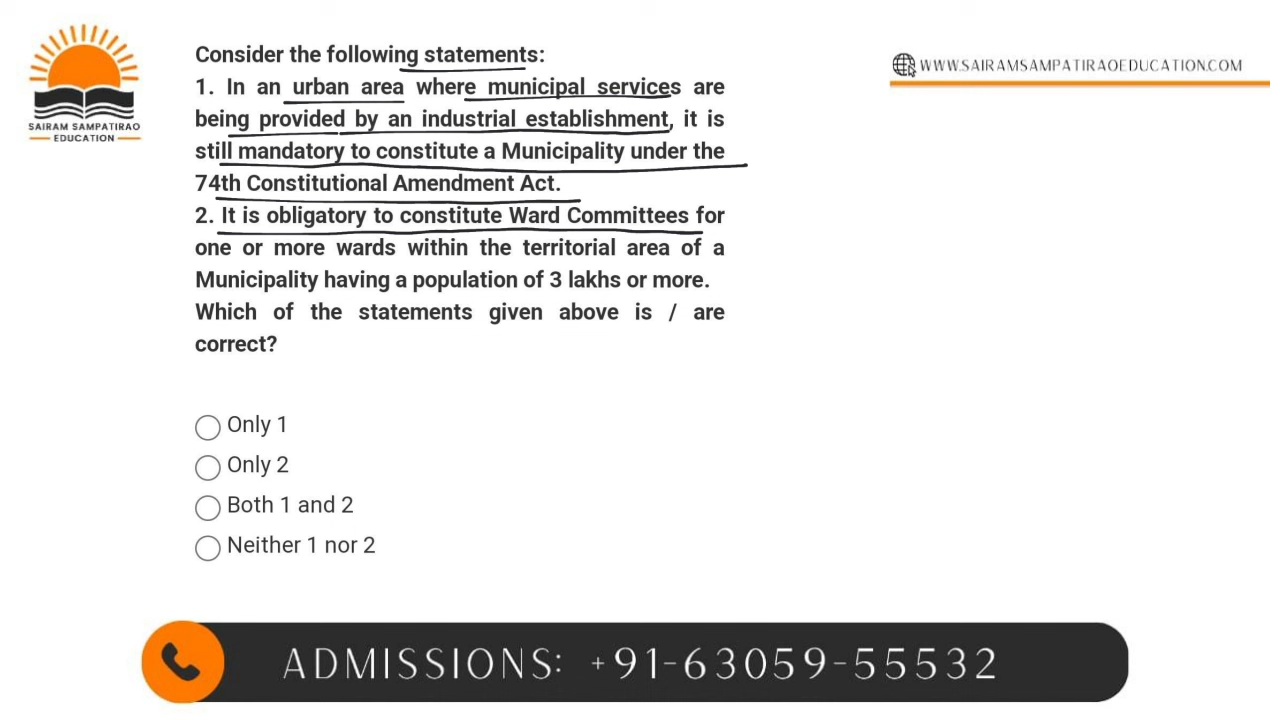 SAIRAM SAMPATIRAO
EDUCATION
WWW.SAIRAMSAMPATIRAOEDUCATION.COM
Consider the following statements:
1. In an urban area where municipal services are
being provided by an industrial establishment, it is
still mandatory to constitute a Municipality under the
74th Constitutional Amendment Act.
2. It is obligatory to constitute Ward Committees for
one or more wards within the territorial area of a
Municipality having a population of 3 lakhs or more.
Which of the statements given above is / are
correct?
Only 1
Only 2
Both 1 and 2
Neither 1 nor 2
ADMISSIONS: +91-63059-55532